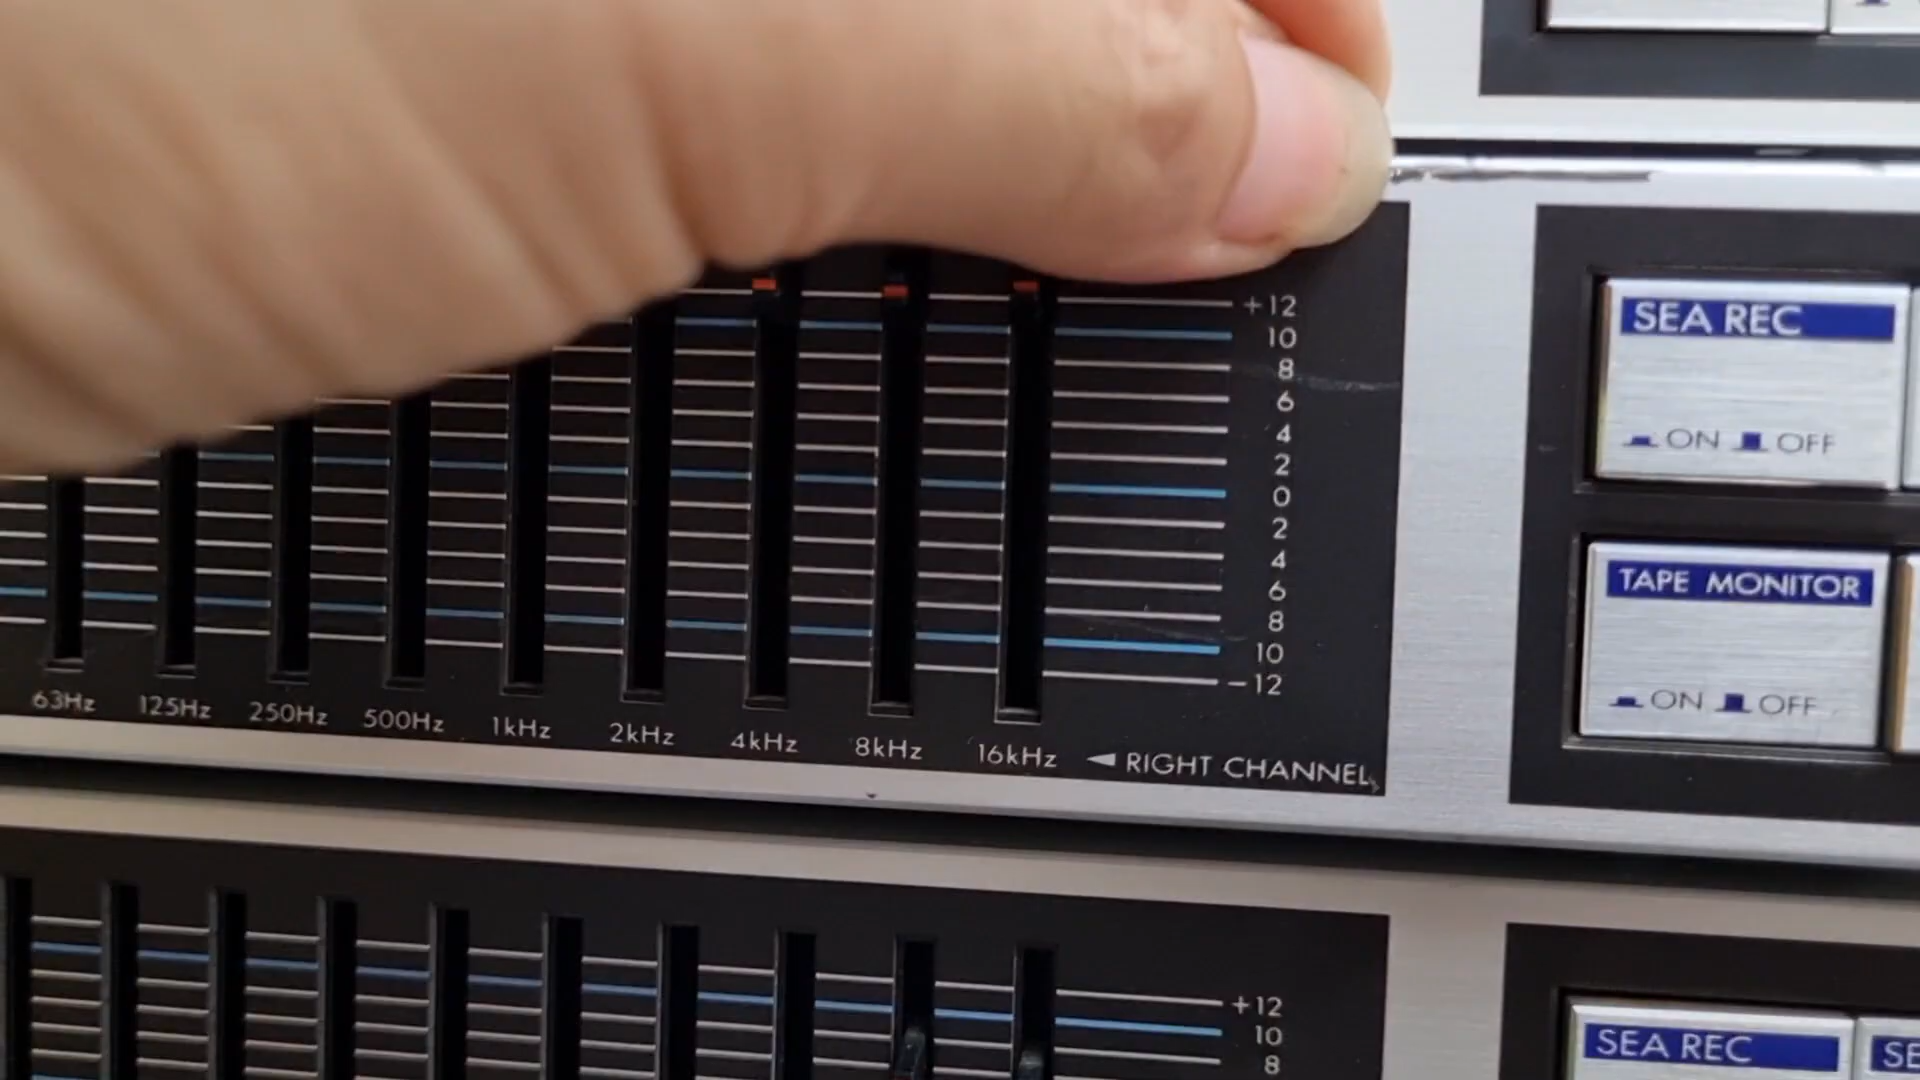 +12
10
8
6
4
2
0
2
4
6
8
10
-12
63Hz 125Hz 250Hz 500Hz 1kHz 2kHz 4kHz 8kHz 16kHz ◄ RIGHT CHANNEL
SEA REC
ON OFF
TAPE MONITOR
ON OFF
+12
10
8
SEA REC
SE